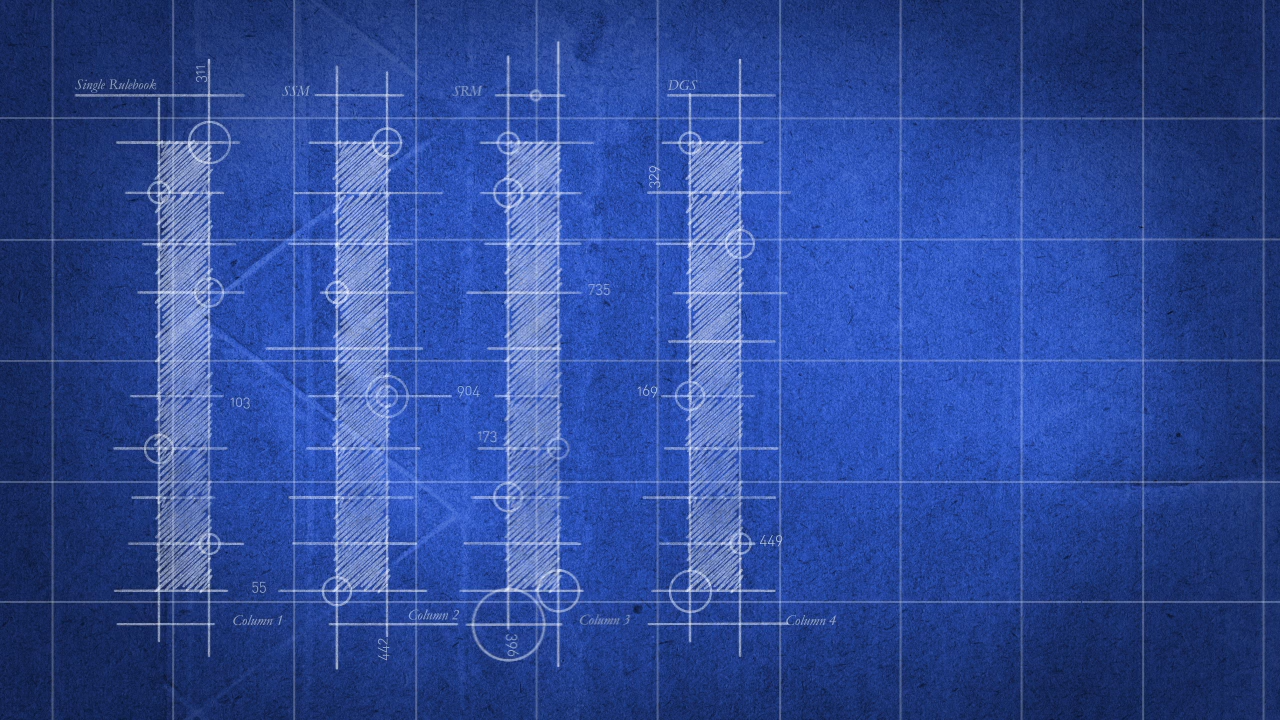 Single Rulebook
311
SSM
SRM
DGS
329
735
904
169
103
173
449
55
Column 1
Column 2
Column 3
Column 4
442
396